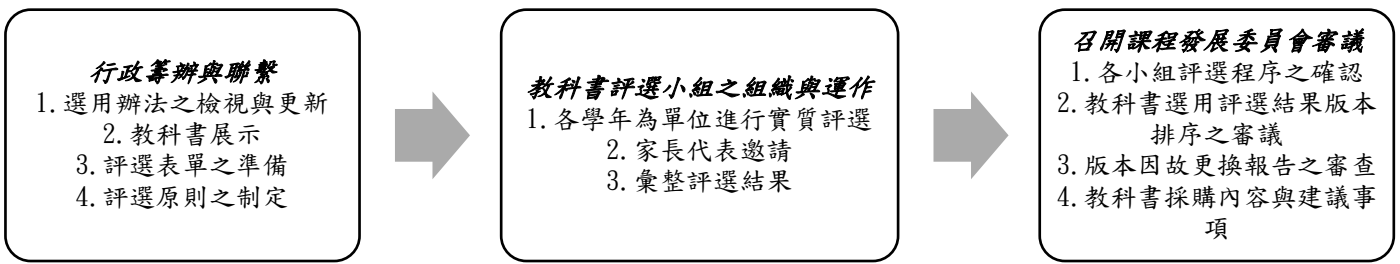 行政籌辦與聯繫
1.選用辦法之檢視與更新
2.教科書展示
3.評選表單之準備
4.評選原則之制定
教科書評選小組之組織與運作
1.各學年為單位進行實質評選
2.家長代表邀請
3.彙整評選結果
召開課程發展委員會審議
1.各小組評選程序之確認
2.教科書選用評選結果版本
排序之審議
3.版本因故更換報告之審查
4.教科書採購內容與建議事
項